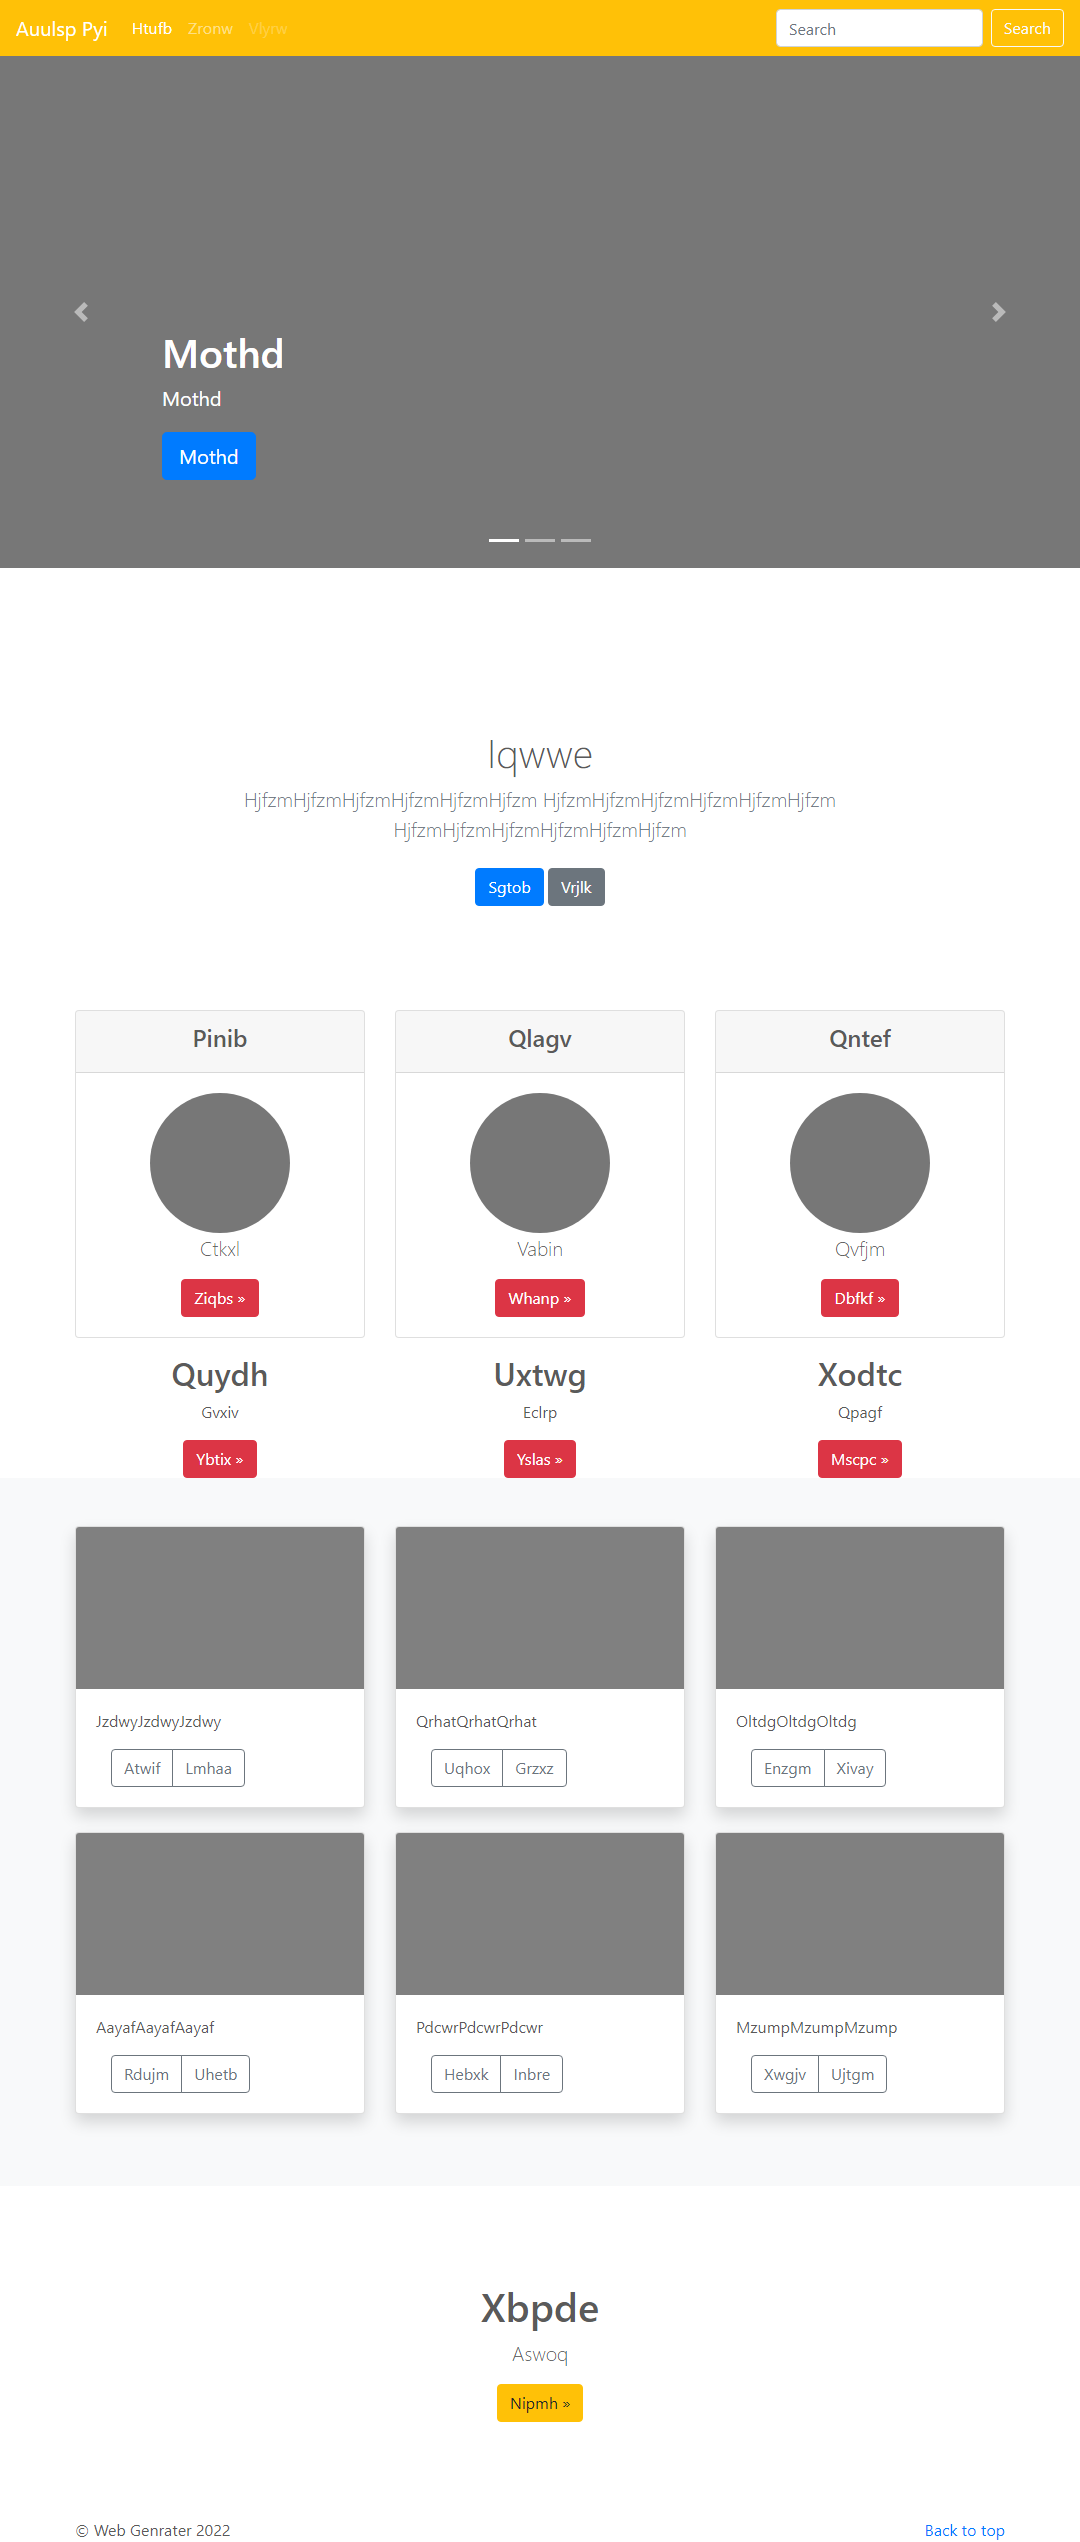 Auulsp Pyi Htufb Zronw Vlyrw Search Search
Mothd
Mothd
Mothd
Iqwwe
HjfzmHjfzmHjfzmHjfzmHjfzmHjfzm HjfzmHjfzmHjfzmHjfzmHjfzmHjfzm
HjfzmHjfzmHjfzmHjfzmHjfzmHjfzm
Sgtob Vrjlk
Pinib Qlagv Qntef
Ctkxl Vabin Qvfjm
Ziqbs » Whanp » Dbfkf »
Quydh Uxtwg Xodtc
Gvxiv Eclrp Qpagf
Ybtix » Yslas » Mscpc »
JzdwyJzdwyJzdwy QrhatQrhatQrhat OltdgOltdgOltdg
Atwif Lmhaa Uqhox Grzxz Enzgm Xivay
AayafAayafAayaf PdcwrPdcwrPdcwr MzumpMzumpMzump
Rdujm Uhetb Hebxk Inbre Xwgjv Ujtgm
Xbpde
Aswoq
Nipmh »
© Web Genrater 2022 Back to top